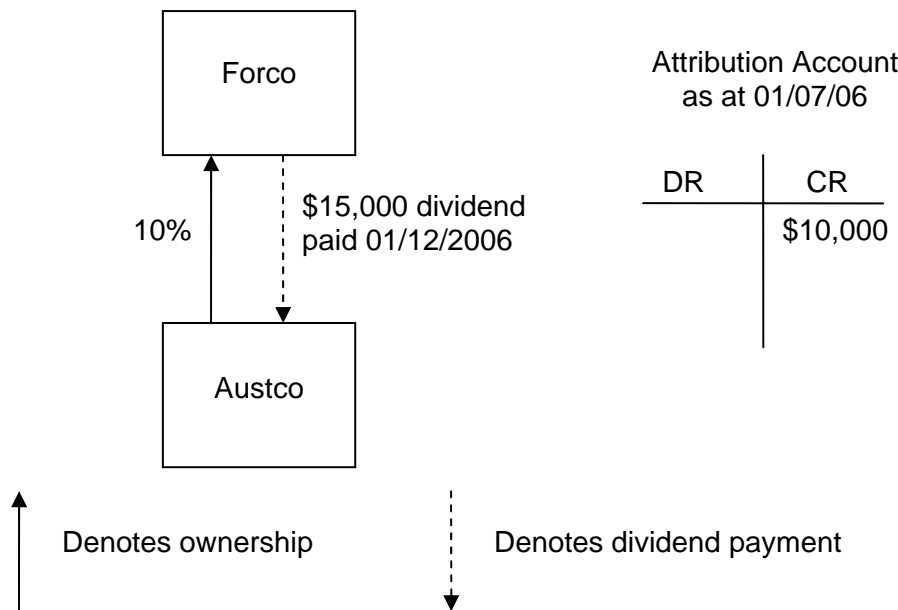 Forco
Attribution Account
as at 01/07/06
DR CR
10%
$15,000 dividend
paid 01/12/2006
$10,000
Austco
Denotes ownership
Denotes dividend payment